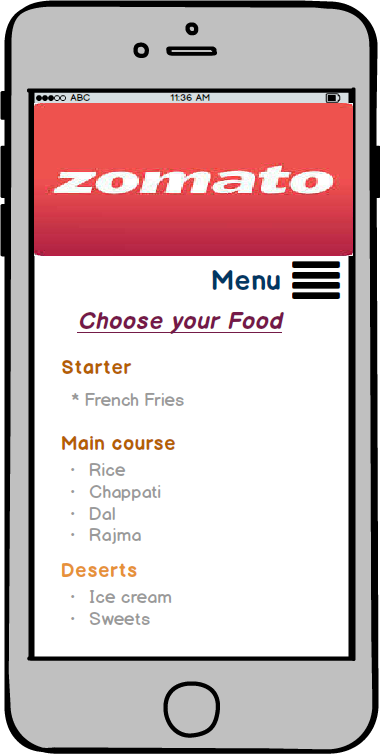 ABC 11:36 AM
zomato
Menu
Choose your Food
Starter
* French Fries
Main course
· Rice
· Chappati
· Dal
· Rajma
Deserts
· Ice cream
· Sweets